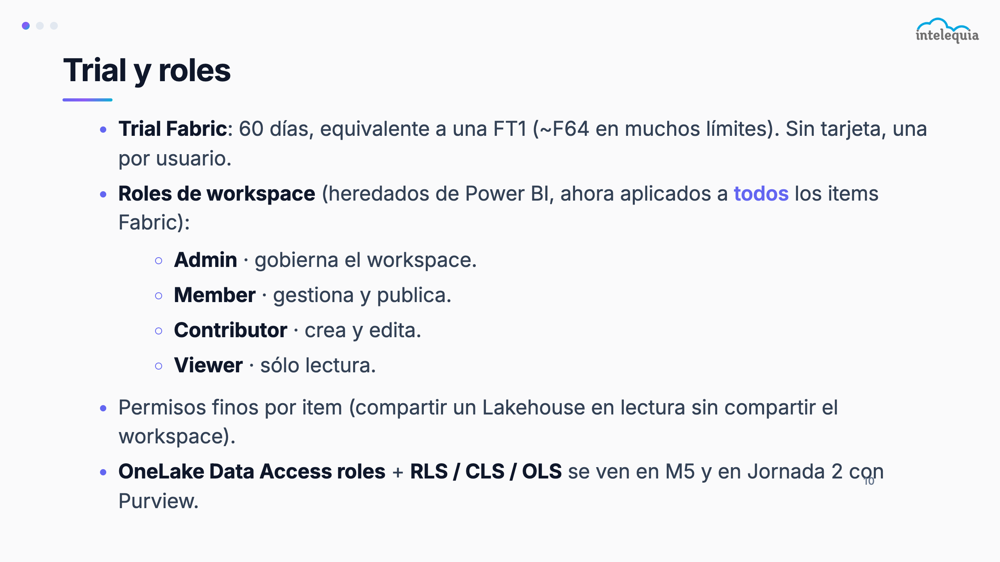 intelequia
Trial y roles
• Trial Fabric: 60 días, equivalente a una FT1 (~F64 en muchos límites). Sin tarjeta, una
por usuario.
• Roles de workspace (heredados de Power BI, ahora aplicados a todos los items
Fabric):
○ Admin · gobierna el workspace.
○ Member · gestiona y publica.
○ Contributor · crea y edita.
○ Viewer · sólo lectura.
• Permisos finos por item (compartir un Lakehouse en lectura sin compartir el
workspace).
• OneLake Data Access roles + RLS / CLS / OLS se ven en M5 y en Jornada 2 con
Purview.
10